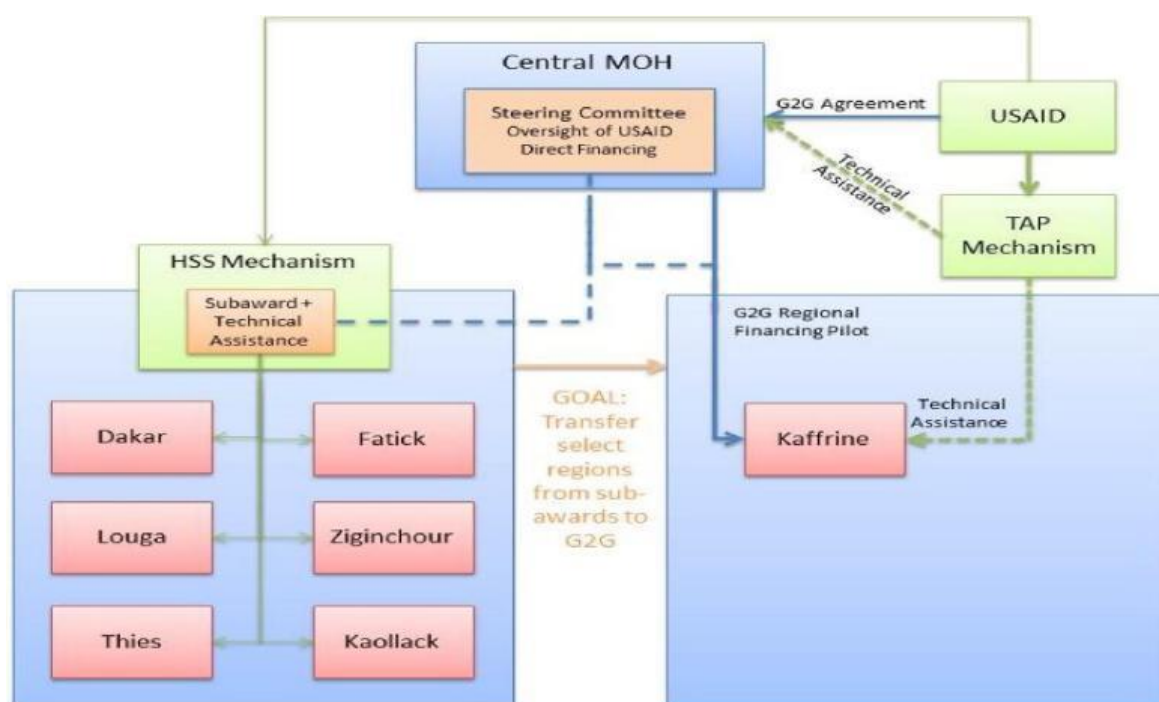 Central MOH
Steering Committee
Oversight of USAID
Direct Financing
G2G Agreement
USAID
Technical
Assistance
TAP
Mechanism
HSS Mechanism
Subaward +
Technical
Assistance
G2G Regional
Financing Pilot
GOAL:
Transfer
select
regions
from sub-
awards to
G2G
Dakar
Fatick
Louga
Ziginchour
Thies
Kaollack
Kaffrine
Technical
Assistance